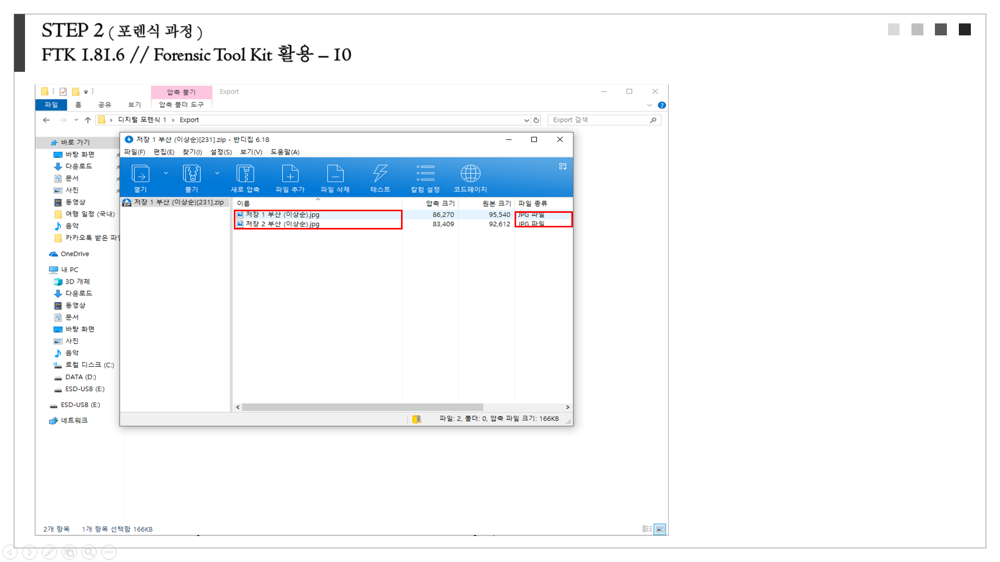 STEP 2 ( 포렌식 과정 )
FTK 1.81.6 // Forensic Tool Kit 활용 – 10
압축 풀기
Export
파일
홈
공유
보기
압축 폴더 도구
디지털 포렌식 1 › Export
Export 검색
바로 가기
바탕 화면
다운로드
문서
사진
동영상
여행 일정 (국내)
음악
카카오톡 받은 파일
OneDrive
내 PC
3D 개체
다운로드
동영상
문서
바탕 화면
사진
음악
로컬 디스크 (C:)
DATA (D:)
ESD-USB (E:)
ESD-USB (E:)
네트워크
저장 1 부산 (이상순)[231].zip - 반디집 6.18
파일(F) 편집(E) 찾기(I) 설정(S) 보기(V) 도움말(A)
열기 풀기 새로 압축 파일 추가 파일 삭제 테스트 칼럼 설정 코드페이지
ZIP
저장 1 부산 (이상순)[231].zip
이름 압축 크기 원본 크기 파일 종류
저장 1 부산 (이상순).jpg 86,270 95,540 JPG 파일
저장 2 부산 (이상순).jpg 83,409 92,612 JPG 파일
파일: 2, 폴더: 0, 압축 파일 크기: 166KB
2개 항목 1개 항목 선택함 166KB